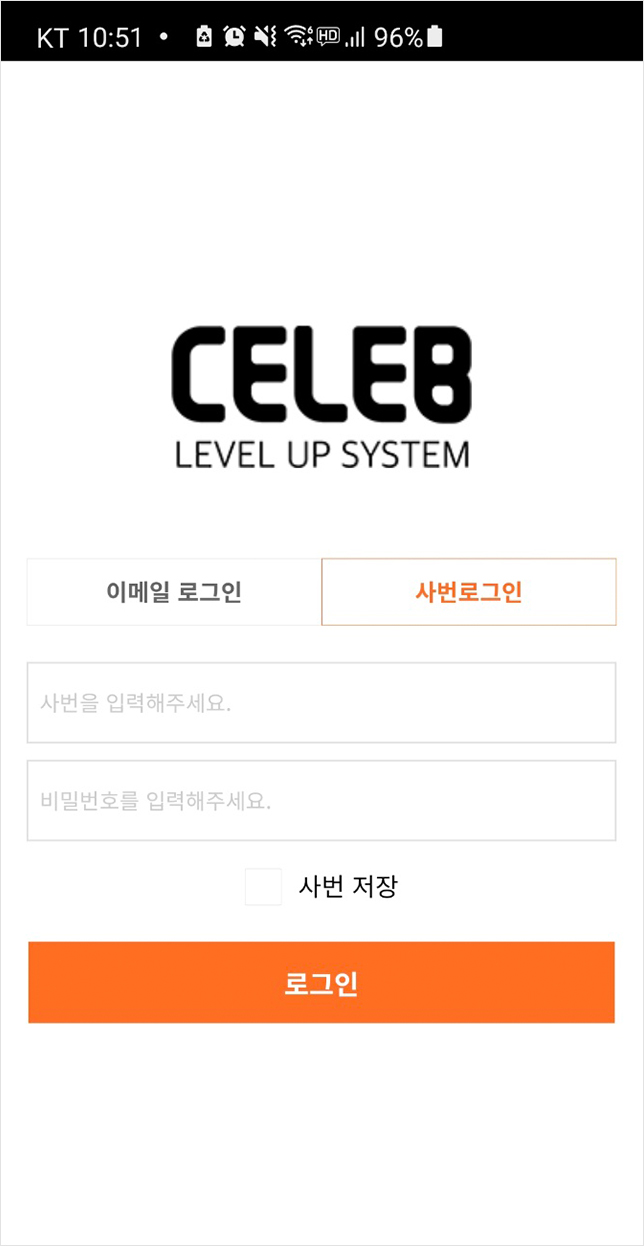 KT 10:51 • HD 96%
CELEB
LEVEL UP SYSTEM
이메일 로그인 사번로그인
사번을 입력해주세요.
비밀번호를 입력해주세요.
사번 저장
로그인